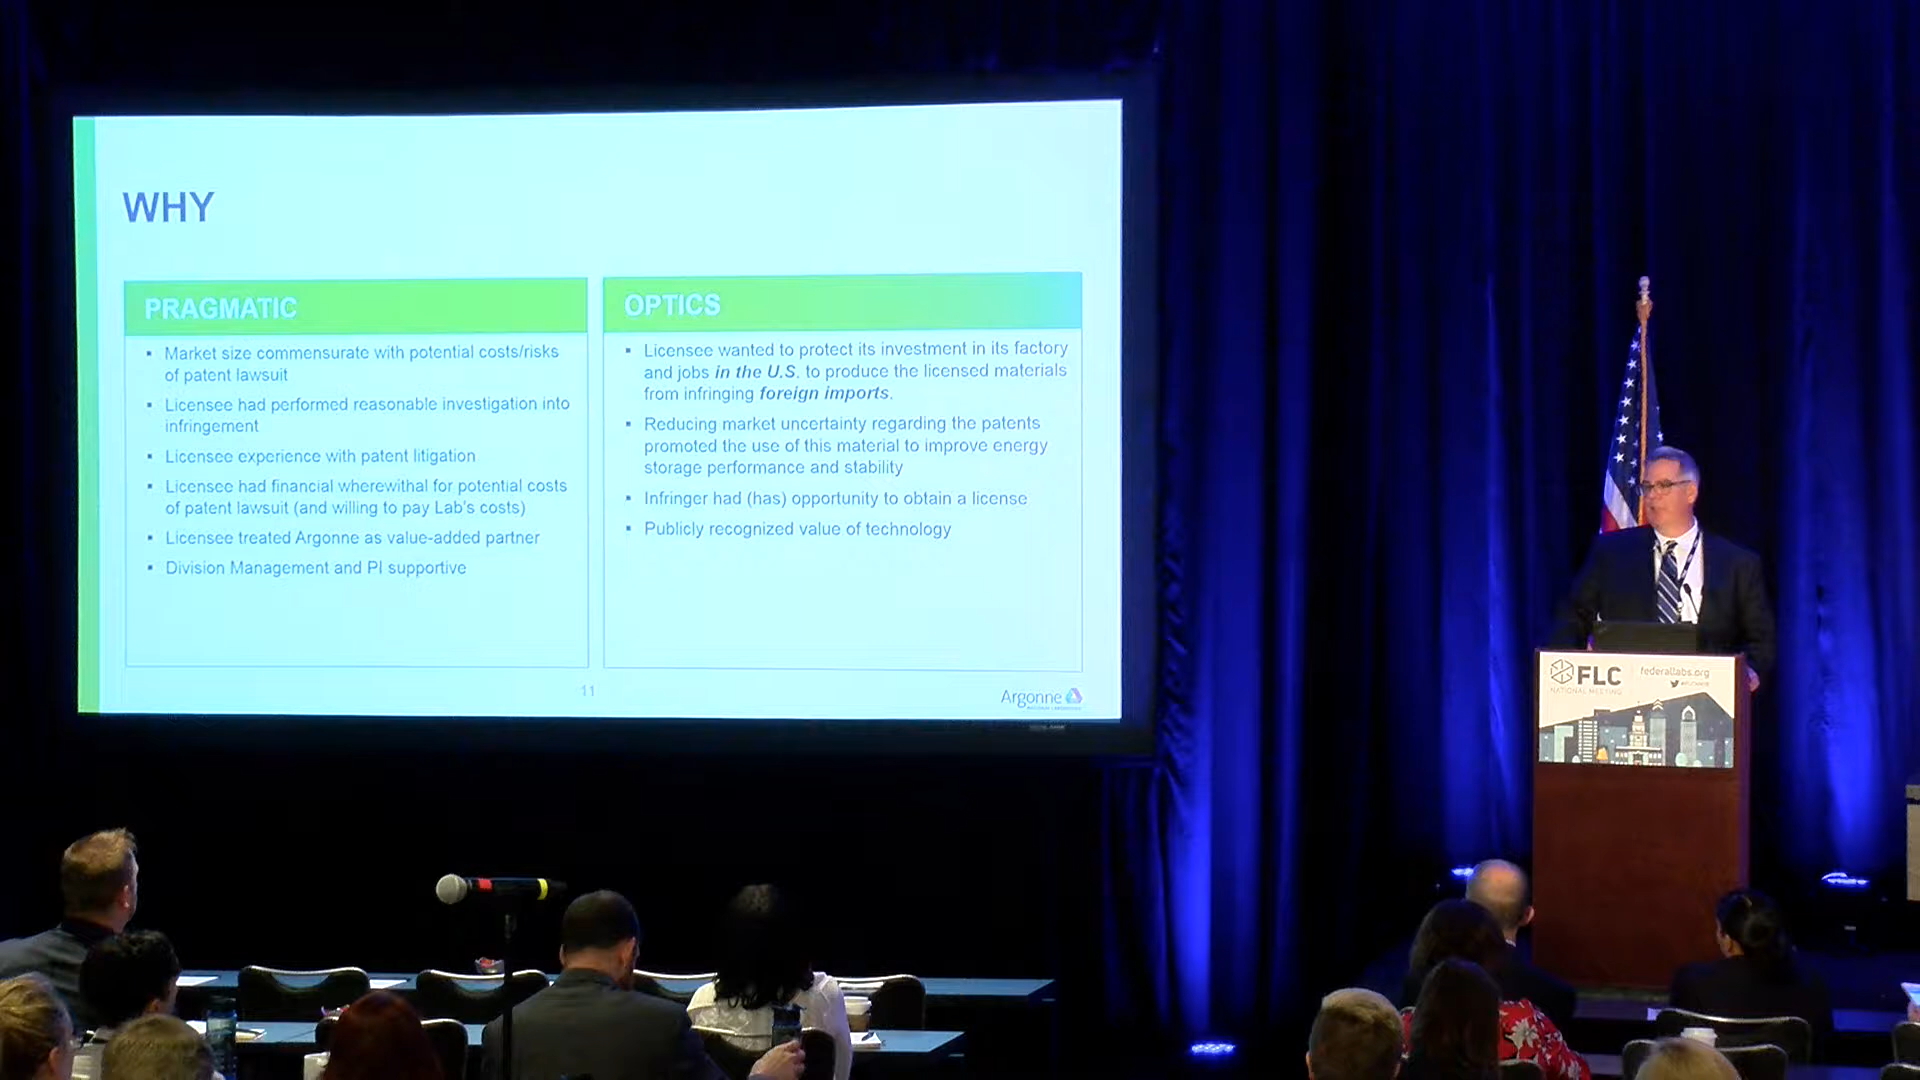 WHY
PRAGMATIC
▪ Market size commensurate with potential costs/risks
of patent lawsuit
▪ Licensee had performed reasonable investigation into
infringement
▪ Licensee experience with patent litigation
▪ Licensee had financial wherewithal for potential costs
of patent lawsuit (and willing to pay Lab's costs)
▪ Licensee treated Argonne as value-added partner
▪ Division Management and PI supportive
OPTICS
▪ Licensee wanted to protect its investment in its factory
and jobs in the U.S. to produce the licensed materials
from infringing foreign imports.
▪ Reducing market uncertainty regarding the patents
promoted the use of this material to improve energy
storage performance and stability
▪ Infringer had (has) opportunity to obtain a license
▪ Publicly recognized value of technology
11
Argonne
FLC
NATIONAL MEETING
federallabs.org